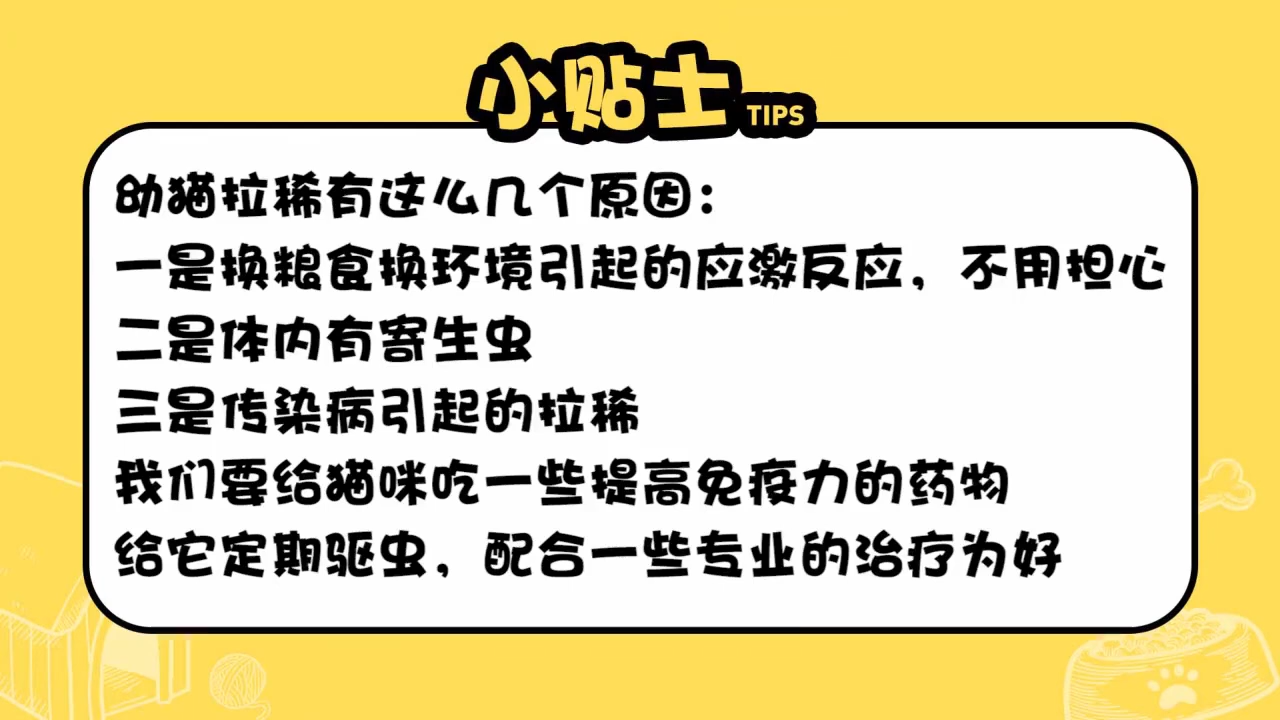 小贴士 TIPS
幼猫拉稀有这么几个原因：
一是换粮食换环境引起的应激反应，不用担心
二是体内有寄生虫
三是传染病引起的拉稀
我们要给猫咪吃一些提高免疫力的药物
给它定期驱虫，配合一些专业的治疗为好